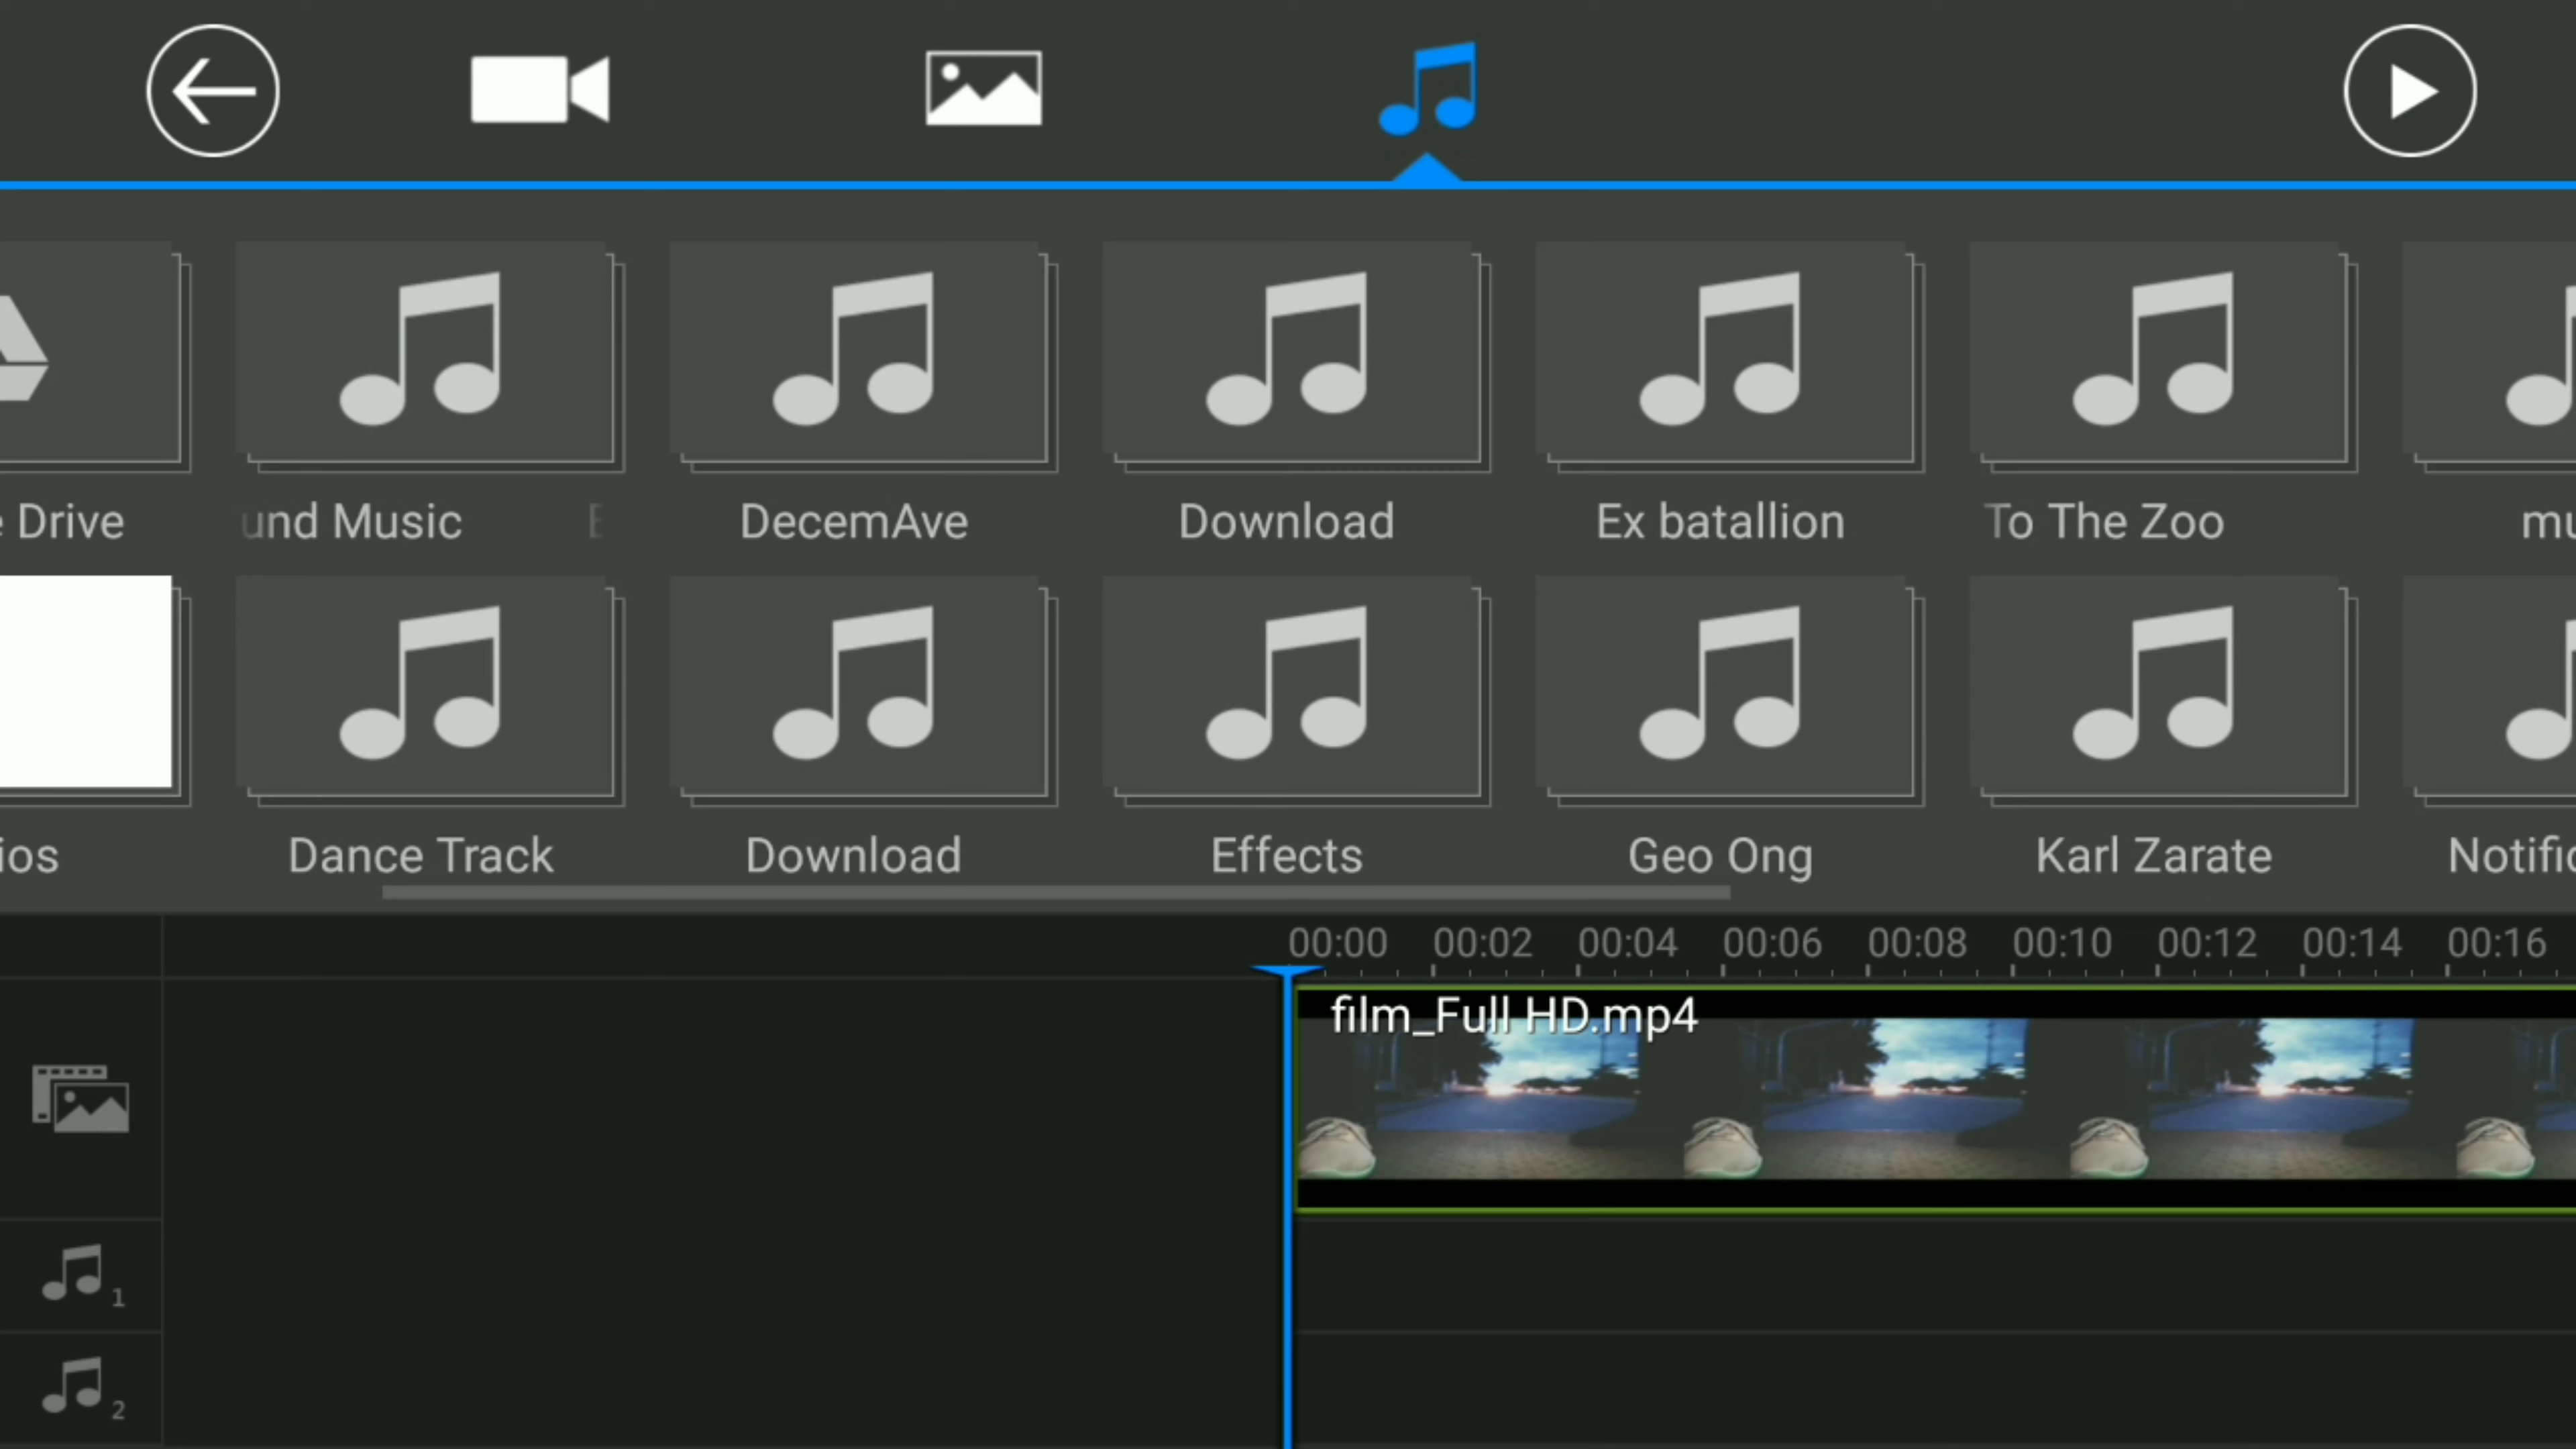 Drive
und Music
DecemAve
Download
Ex batallion
To The Zoo
mu
ios
Dance Track
Download
Effects
Geo Ong
Karl Zarate
Notific
00:00 00:02 00:04 00:06 00:08 00:10 00:12 00:14 00:16
film_Full HD.mp4
1
2